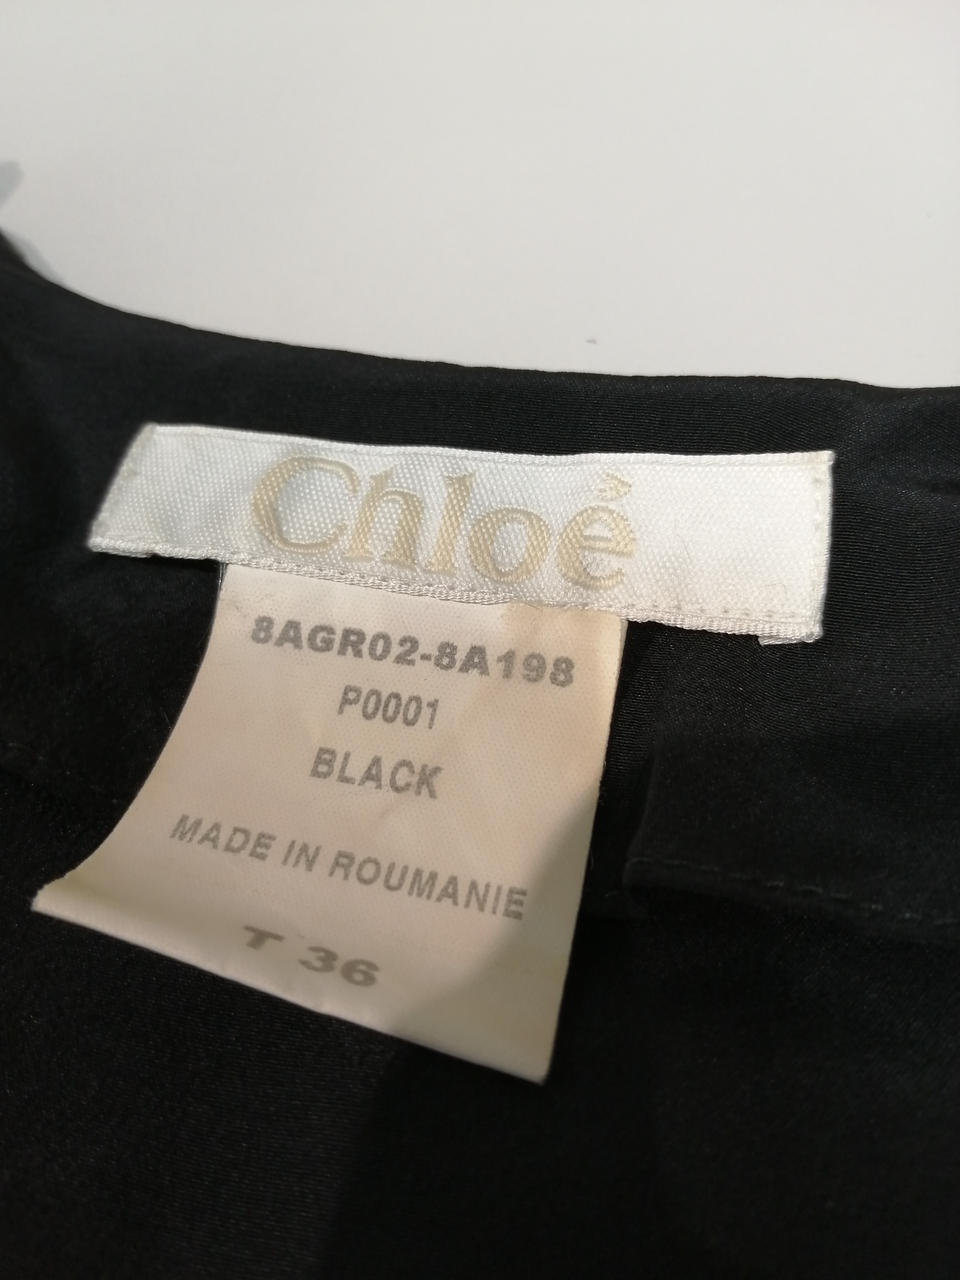 Chloé
8AGR02-8A198
P0001
BLACK
MADE IN ROUMANIE
T 36